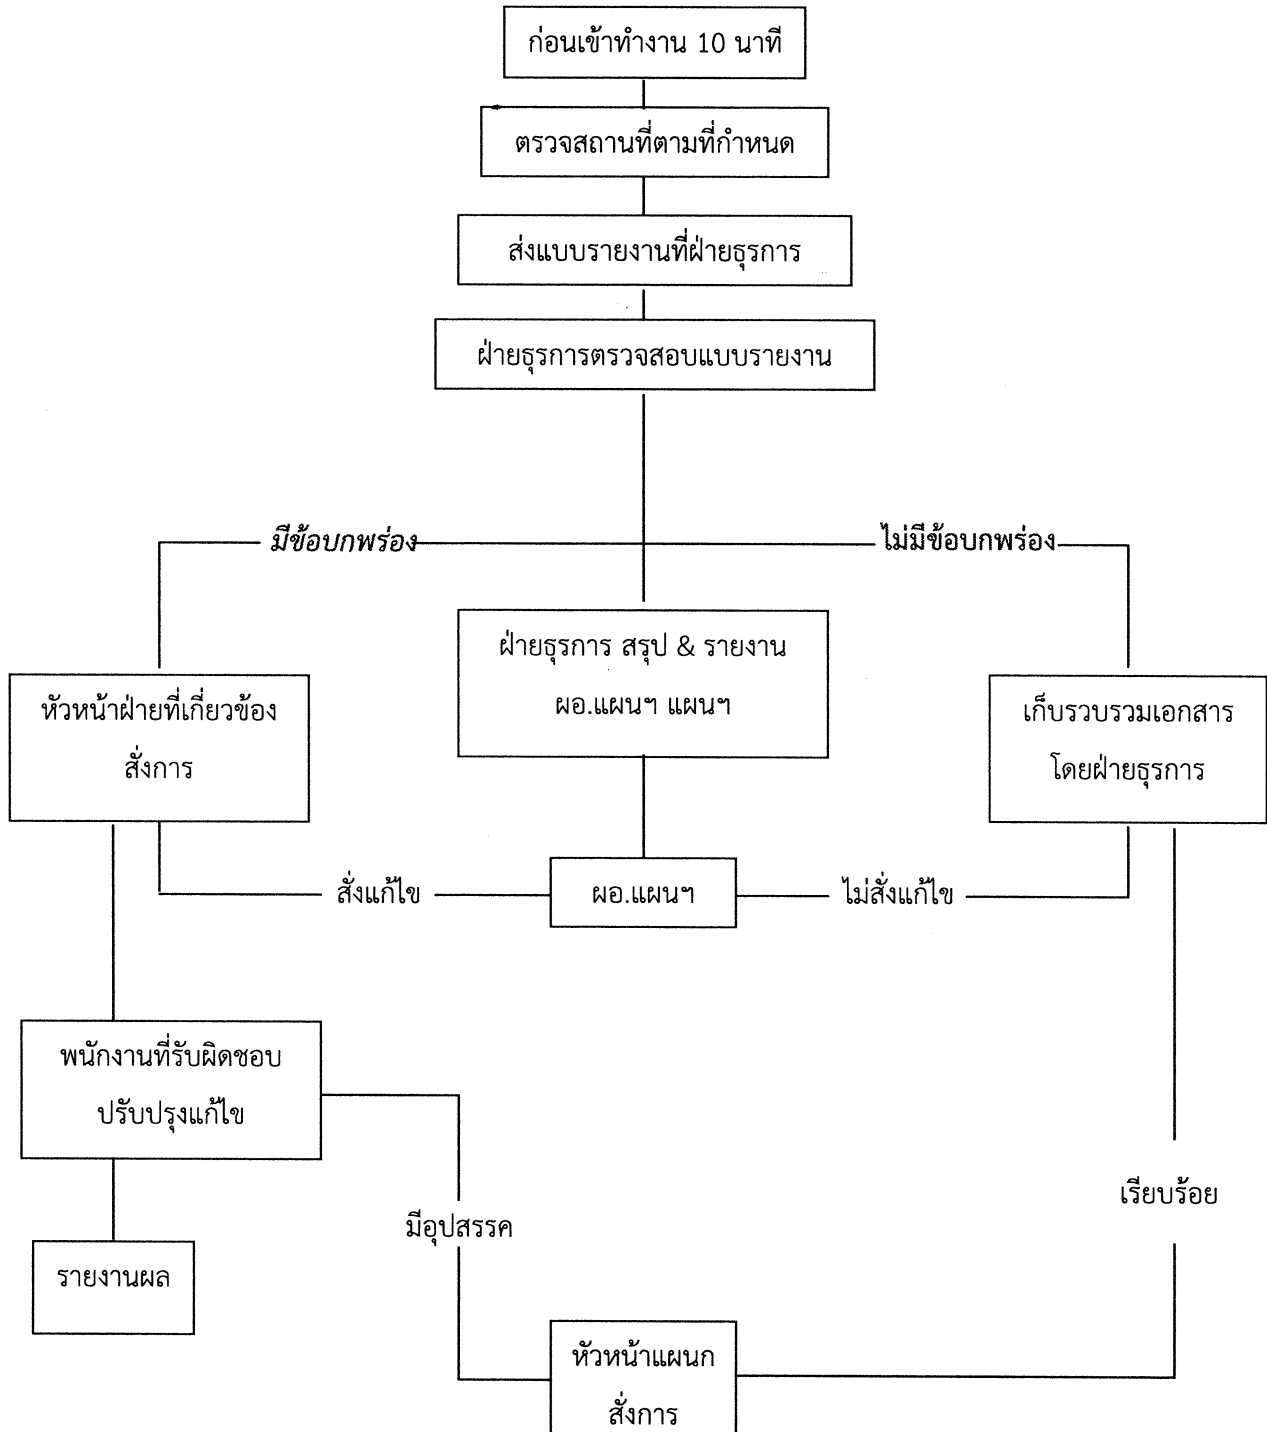 ก่อนเข้าทำงาน 10 นาที
ตรวจสถานที่ตามที่กำหนด
ส่งแบบรายงานที่ฝ่ายธุรการ
ฝ่ายธุรการตรวจสอบแบบรายงาน
มีข้อบกพร่อง
ไม่มีข้อบกพร่อง
ฝ่ายธุรการ สรุป & รายงาน
ผอ.แผนฯ แผนฯ
หัวหน้าฝ่ายที่เกี่ยวข้อง
สั่งการ
เก็บรวบรวมเอกสาร
โดยฝ่ายธุรการ
สั่งแก้ไข
ผอ.แผนฯ
ไม่สั่งแก้ไข
พนักงานที่รับผิดชอบ
ปรับปรุงแก้ไข
เรียบร้อย
มีอุปสรรค
รายงานผล
หัวหน้าแผนก
สั่งการ